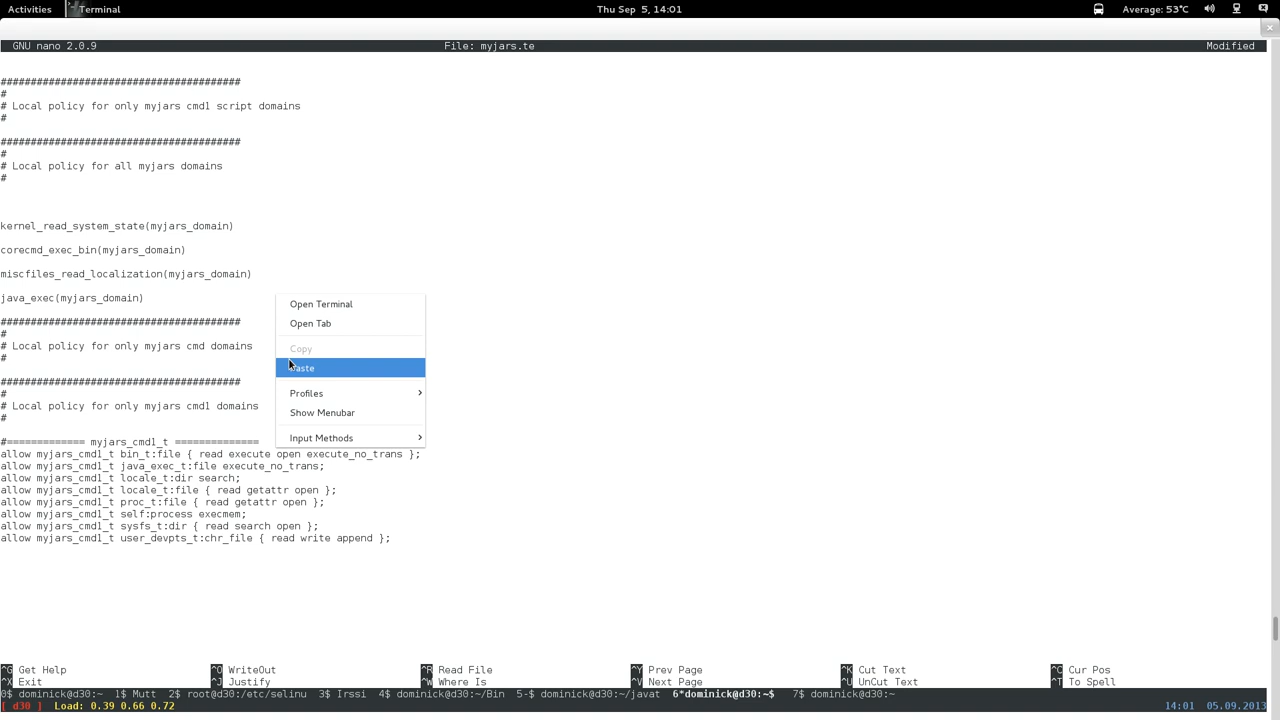 Activities Terminal Thu Sep 5, 14:01 Average: 53°C
GNU nano 2.0.9 File: myjars.te Modified
########################################
#
# Local policy for only myjars cmd1 script domains
#
########################################
#
# Local policy for all myjars domains
#
kernel_read_system_state(myjars_domain)
corecmd_exec_bin(myjars_domain)
miscfiles_read_localization(myjars_domain)
java_exec(myjars_domain)
########################################
#
# Local policy for only myjars cmd domains
#
########################################
#
# Local policy for only myjars cmd1 domains
#
#============= myjars_cmd1_t ==============
allow myjars_cmd1_t bin_t:file { read execute open execute_no_trans };
allow myjars_cmd1_t java_exec_t:file execute_no_trans;
allow myjars_cmd1_t locale_t:dir search;
allow myjars_cmd1_t locale_t:file { read getattr open };
allow myjars_cmd1_t proc_t:file { read getattr open };
allow myjars_cmd1_t self:process execmem;
allow myjars_cmd1_t sysfs_t:dir { read search open };
allow myjars_cmd1_t user_devpts_t:chr_file { read write append };
Open Terminal
Open Tab
Copy
Paste
Profiles
Show Menubar
Input Methods
^G Get Help ^O WriteOut ^R Read File ^Y Prev Page ^K Cut Text ^C Cur Pos
^X Exit ^J Justify ^W Where Is ^V Next Page ^U UnCut Text ^T To Spell
0$ dominick@d30:~ 1$ Mutt 2$ root@d30:/etc/selinu 3$ Irssi 4$ dominick@d30:~/Bin 5-$ dominick@d30:~/javat 6*dominick@d30:~$ 7$ dominick@d30:~
[ d30 ] Load: 0.39 0.66 0.72 14:01 05.09.2013